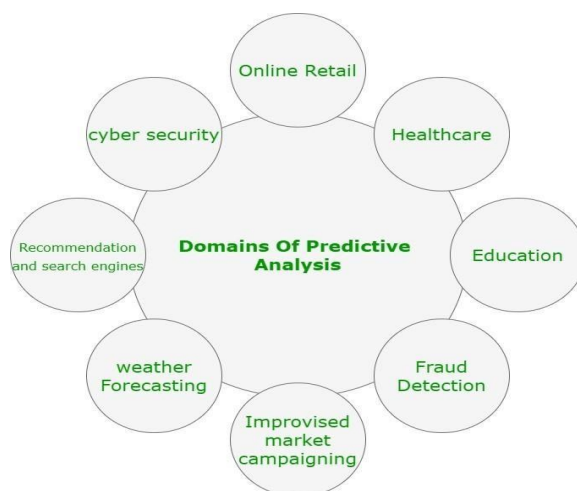 Online Retail
cyber security
Healthcare
Recommendation
and search engines
Domains Of Predictive
Analysis
Education
weather
Forecasting
Fraud
Detection
Improvised
market
campaigning